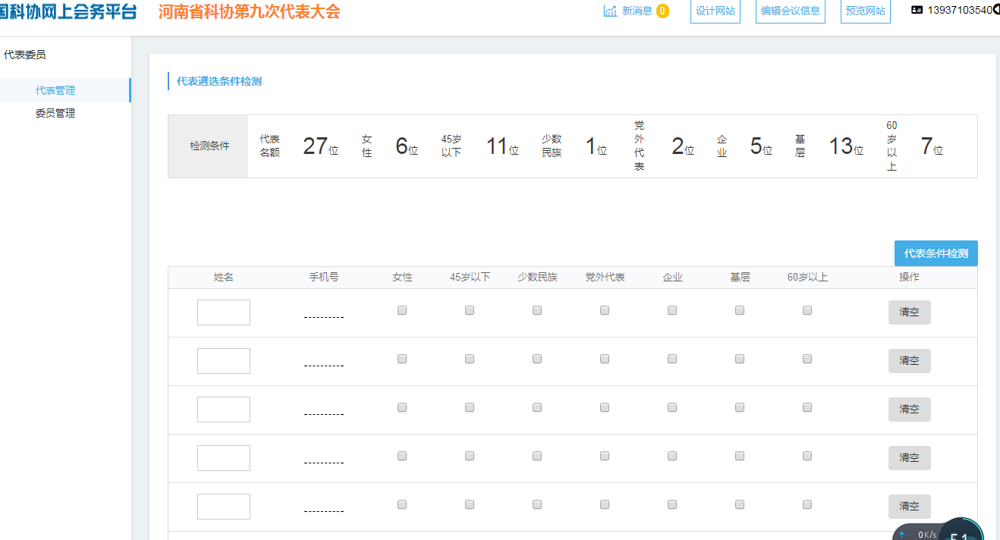 国科协网上会务平台 河南省科协第九次代表大会 新消息 0 设计网站 编辑会议信息 预览网站 13937103540
代表委员
代表管理
委员管理
代表遴选条件检测
检测条件 代表名额 27位 女性 6位 45岁以下 11位 少数民族 1位 党外代表 2位 企业 5位 基层 13位 60岁以上 7位
代表条件检测
姓名 手机号 女性 45岁以下 少数民族 党外代表 企业 基层 60岁以上 操作
---------- 清空
---------- 清空
---------- 清空
---------- 清空
---------- 清空
0K/s 51